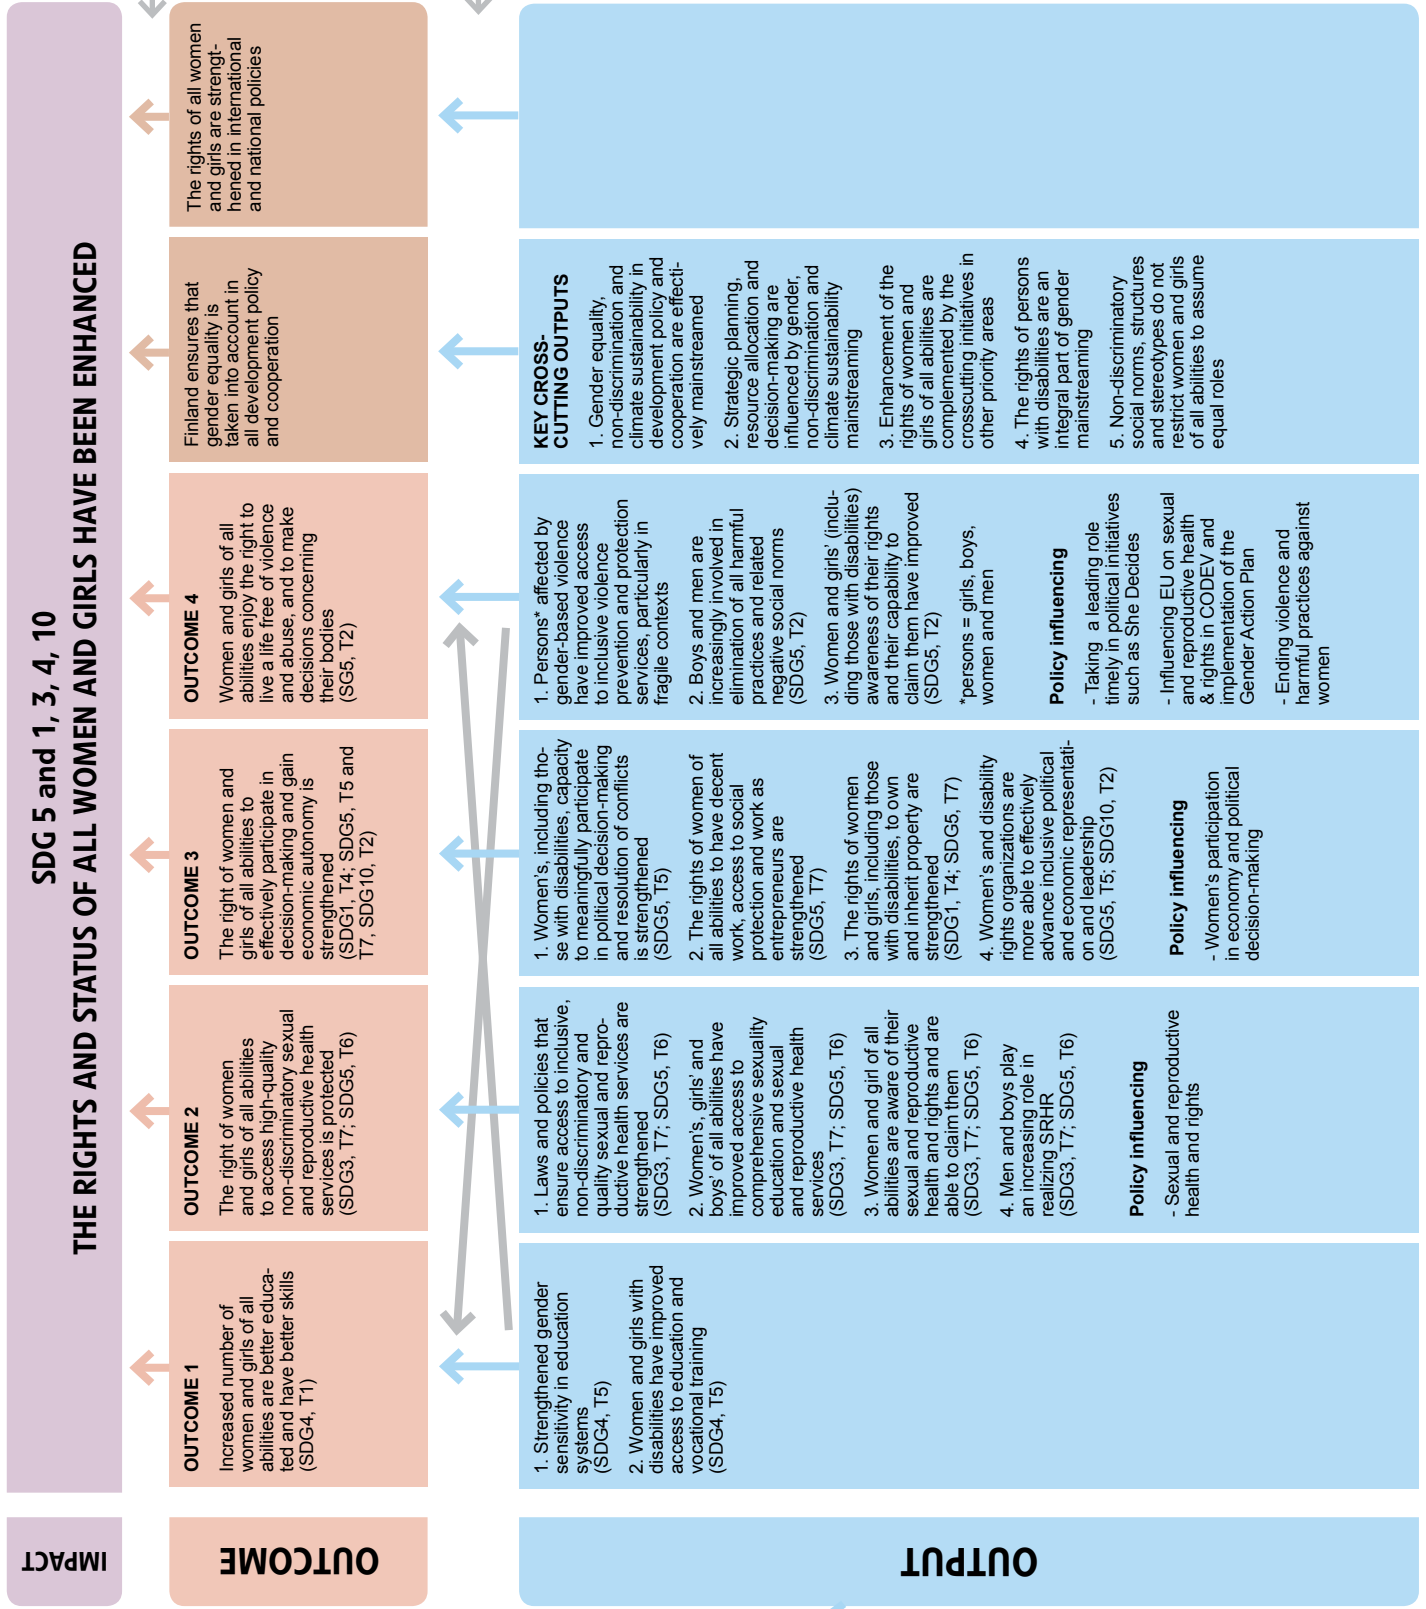 IMPACT
SDG 5 and 1, 3, 4, 10
THE RIGHTS AND STATUS OF ALL WOMEN AND GIRLS HAVE BEEN ENHANCED
OUTCOME
OUTCOME 1
Increased number of
women and girls of all
abilities are better educa-
ted and have better skills
(SDG4, T1)
OUTCOME 2
The right of women
and girls of all abilities
to access high-quality
non-discriminatory sexual
and reproductive health
services is protected
(SDG3, T7; SDG5, T6)
OUTCOME 3
The right of women and
girls of all abilities to
effectively participate in
decision-making and gain
economic autonomy is
strengthened
(SDG1, T4; SDG5, T5 and
T7, SDG10, T2)
OUTCOME 4
Women and girls of all
abilities enjoy the right to
live a life free of violence
and abuse, and to make
decisions concerning
their bodies
(SG5, T2)
Finland ensures that
gender equality is
taken into account in
all development policy
and cooperation
The rights of all women
and girls are strengt-
hened in international
and national policies
OUTPUT
1. Strengthened gender
sensitivity in education
systems
(SDG4, T5)
2. Women and girls with
disabilities have improved
access to education and
vocational training
(SDG4, T5)
1. Laws and policies that
ensure access to inclusive,
non-discriminatory and
quality sexual and repro-
ductive health services are
strengthened
(SDG3, T7; SDG5, T6)
2. Women's, girls' and
boys' of all abilities have
improved access to
comprehensive sexuality
education and sexual
and reproductive health
services
(SDG3, T7; SDG5, T6)
3. Women and girl of all
abilities are aware of their
sexual and reproductive
health and rights and are
able to claim them
(SDG3, T7; SDG5, T6)
4. Men and boys play
an increasing role in
realizing SRHR
(SDG3, T7; SDG5, T6)
Policy influencing
- Sexual and reproductive
health and rights
1. Women's, including tho-
se with disabilities, capacity
to meaningfully participate
in political decision-making
and resolution of conflicts
is strengthened
(SDG5, T5)
2. The rights of women of
all abilities to have decent
work, access to social
protection and work as
entrepreneurs are
strengthened
(SDG5, T7)
3. The rights of women
and girls, including those
with disabilities, to own
and inherit property are
strengthened
(SDG1, T4; SDG5, T7)
4. Women's and disability
rights organizations are
more able to effectively
advance inclusive political
and economic representati-
on and leadership
(SDG5, T5; SDG10, T2)
Policy influencing
- Women's participation
in economy and political
decision-making
1. Persons* affected by
gender-based violence
have improved access
to inclusive violence
prevention and protection
services, particularly in
fragile contexts
2. Boys and men are
increasingly involved in
elimination of all harmful
practices and related
negative social norms
(SDG5, T2)
3. Women and girls' (inclu-
ding those with disabilities)
awareness of their rights
and their capability to
claim them have improved
(SDG5, T2)
*persons = girls, boys,
women and men
Policy influencing
- Taking a leading role
timely in political initiatives
such as She Decides
- Influencing EU on sexual
and reproductive health
& rights in CODEV and
implementation of the
Gender Action Plan
- Ending violence and
harmful practices against
women
KEY CROSS-
CUTTING OUTPUTS
1. Gender equality,
non-discrimination and
climate sustainability in
development policy and
cooperation are effecti-
vely mainstreamed
2. Strategic planning,
resource allocation and
decision-making are
influenced by gender,
non-discrimination and
climate sustainability
mainstreaming
3. Enhancement of the
rights of women and
girls of all abilities are
complemented by the
crosscutting initiatives in
other priority areas
4. The rights of persons
with disabilities are an
integral part of gender
mainstreaming
5. Non-discriminatory
social norms, structures
and stereotypes do not
restrict women and girls
of all abilities to assume
equal roles